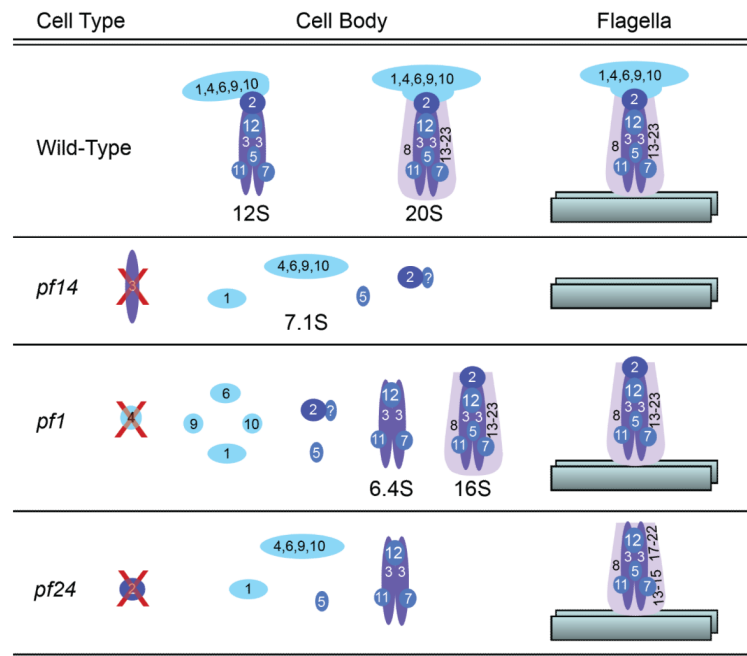 Cell Type Cell Body Flagella
1,4,6,9,10 1,4,6,9,10 1,4,6,9,10
2 2 2
Wild-Type 12 12 12
3 3 8 3 3 13-23 8 3 3 13-23
5 5 5
11 7 11 7 11 7
12S 20S
4,6,9,10
pf14 3 1 5 2 ?
7.1S
2 2
6 12 12 12
pf1 4 9 10 2 ? 3 3 8 3 3 13-23 8 3 3 13-23
1 5 11 7 5 5
11 7 11 7
6.4S 16S
4,6,9,10 12 12 17-22
3 3 8 3 3
pf24 2 1 5 11 7 5
11 7 13-15